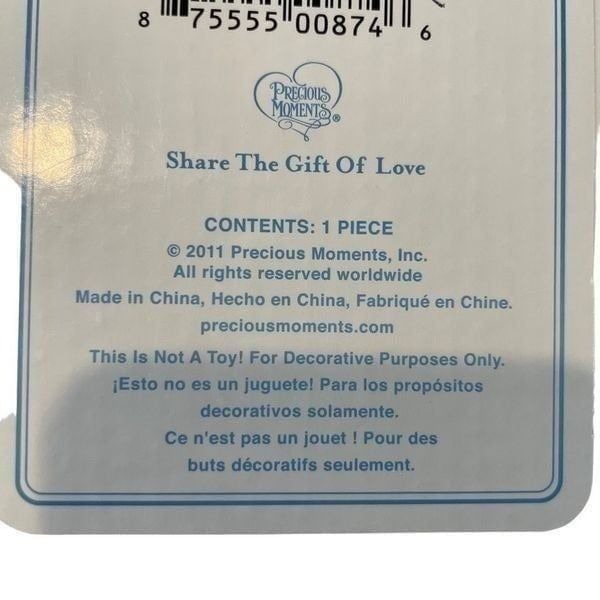 8 75555 00874 6
PRECIOUS
MOMENTS®
Share The Gift Of Love
CONTENTS: 1 PIECE
© 2011 Precious Moments, Inc.
All rights reserved worldwide
Made in China, Hecho en China, Fabriqué en Chine.
preciousmoments.com
This Is Not A Toy! For Decorative Purposes Only.
¡Esto no es un juguete! Para los propósitos
decorativos solamente.
Ce n'est pas un jouet ! Pour des
buts décoratifs seulement.